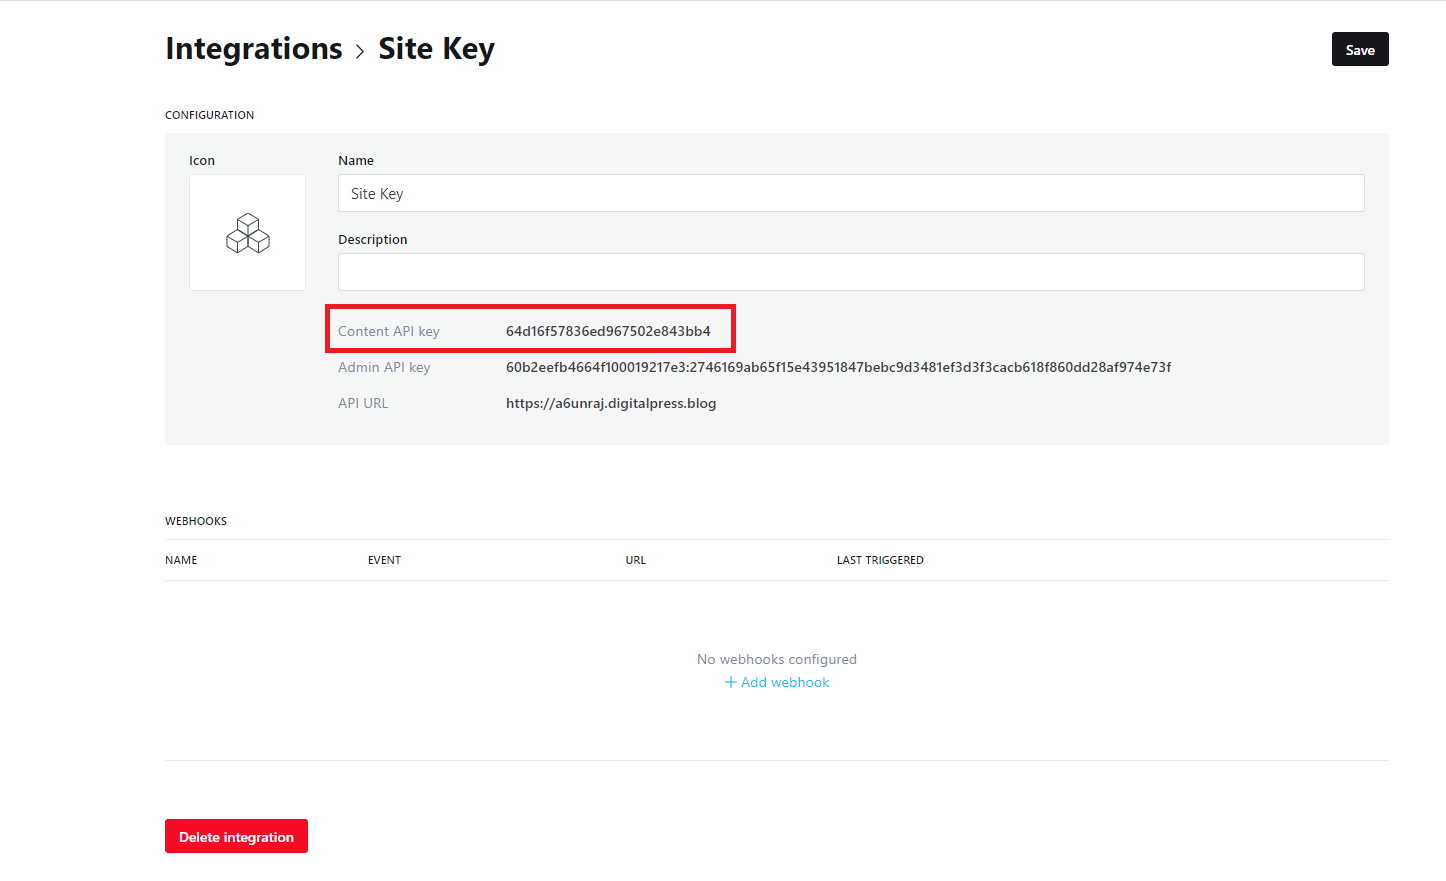 Integrations > Site Key
Save
CONFIGURATION
Icon
Name
Site Key
Description
Content API key 64d16f57836ed967502e843bb4
Admin API key 60b2eefb4664f100019217e3:2746169ab65f15e43951847bebc9d3481ef3d3f3cacb618f860dd28af974e73f
API URL https://a6unraj.digitalpress.blog
WEBHOOKS
NAME EVENT URL LAST TRIGGERED
No webhooks configured
+ Add webhook
Delete integration